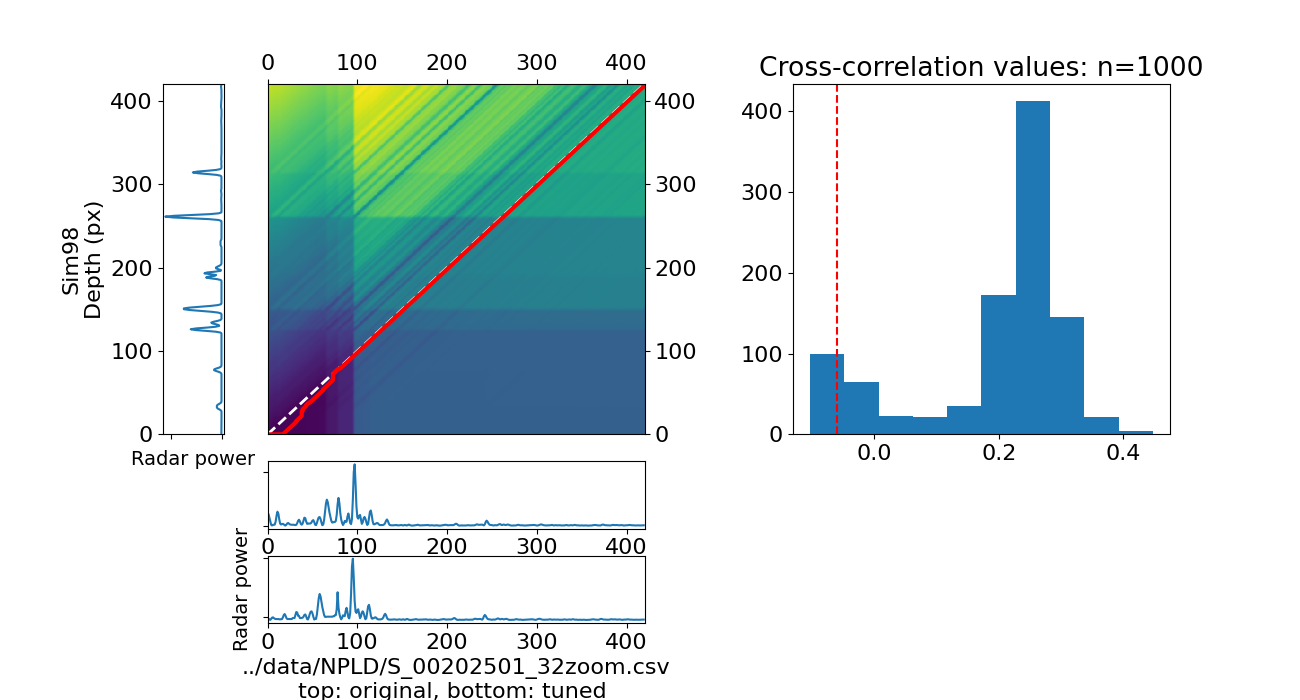 Cross-correlation values: n=1000
0 100 200 300 400
400 300 200 100 0
400 300 200 100 0
400 300 200 100 0
Sim98
Depth (px)
0.0 0.2 0.4
Radar power
0 100 200 300 400
Radar power
0 100 200 300 400
../data/NPLD/S_00202501_32zoom.csv
top: original, bottom: tuned